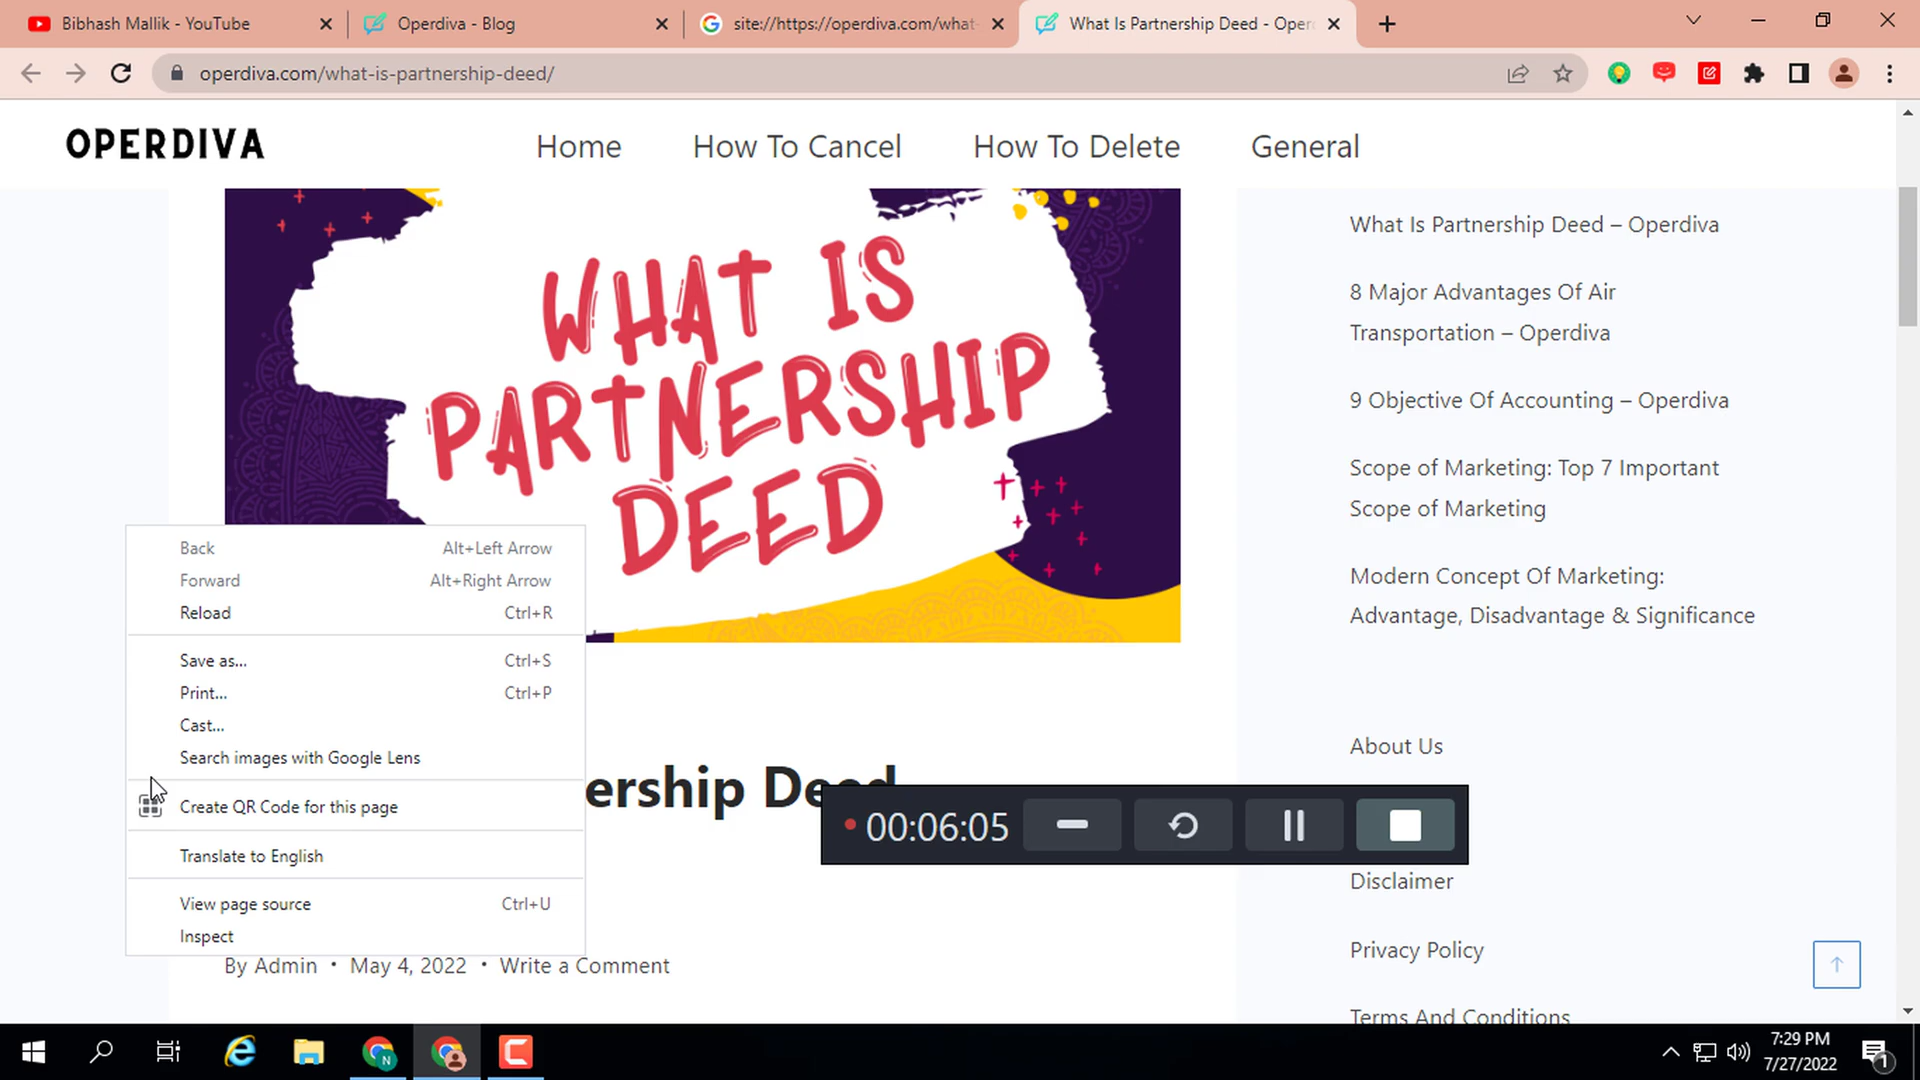 Bibhash Mallik - YouTube
Operdiva - Blog
site://https://operdiva.com/what-
What Is Partnership Deed - Oper
operdiva.com/what-is-partnership-deed/
OPERDIVA
Home
How To Cancel
How To Delete
General
WHAT IS
PARTNERSHIP
DEED
What Is Partnership Deed – Operdiva
8 Major Advantages Of Air
Transportation – Operdiva
9 Objective Of Accounting – Operdiva
Scope of Marketing: Top 7 Important
Scope of Marketing
Modern Concept Of Marketing:
Advantage, Disadvantage & Significance
About Us
Disclaimer
Privacy Policy
Terms And Conditions
Back Alt+Left Arrow
Forward Alt+Right Arrow
Reload Ctrl+R
Save as... Ctrl+S
Print... Ctrl+P
Cast...
Search images with Google Lens
Create QR Code for this page
Translate to English
View page source Ctrl+U
Inspect
ership Deed
00:06:05
By Admin • May 4, 2022 • Write a Comment
N
7:29 PM
7/27/2022
1